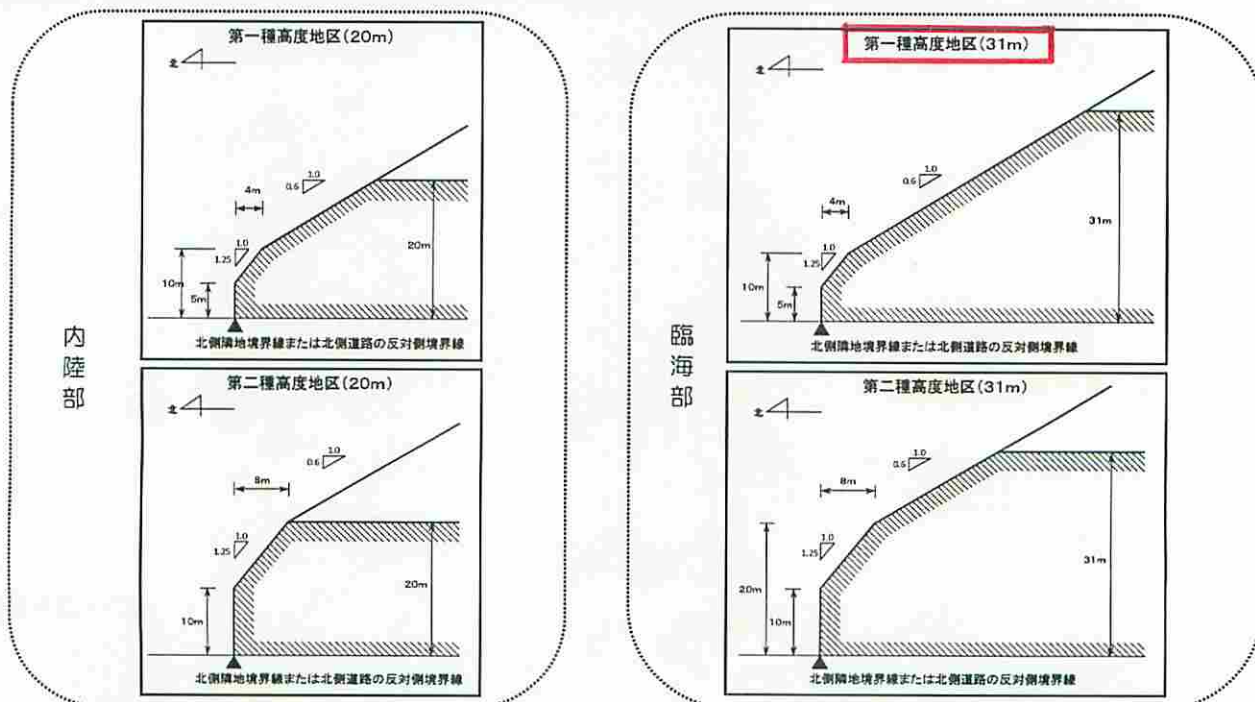 内陸部
第一種高度地区(20m)
北
4m
1.0
0.6
1.0
1.25
10m
5m
20m
北側隣地境界線または北側道路の反対側境界線
第二種高度地区(20m)
北
1.0
0.6
8m
1.0
1.25
10m
20m
北側隣地境界線または北側道路の反対側境界線
臨海部
第一種高度地区(31m)
北
4m
1.0
0.6
1.0
1.25
10m
5m
31m
北側隣地境界線または北側道路の反対側境界線
第二種高度地区(31m)
北
1.0
0.6
8m
1.0
1.25
20m
10m
31m
北側隣地境界線または北側道路の反対側境界線